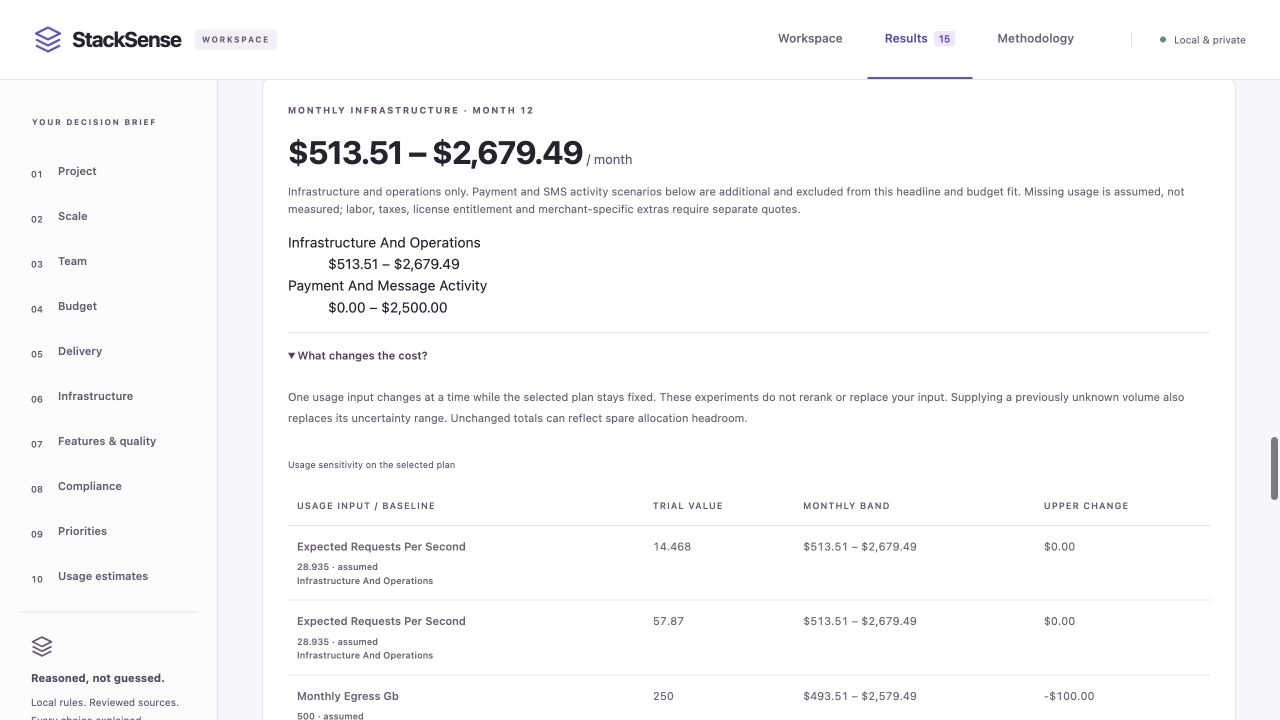 StackSense WORKSPACE
Workspace Results 15 Methodology Local & private
YOUR DECISION BRIEF
01 Project
02 Scale
03 Team
04 Budget
05 Delivery
06 Infrastructure
07 Features & quality
08 Compliance
09 Priorities
10 Usage estimates
Reasoned, not guessed.
Local rules. Reviewed sources.
Every choice explained.
MONTHLY INFRASTRUCTURE · MONTH 12
$513.51 – $2,679.49 / month
Infrastructure and operations only. Payment and SMS activity scenarios below are additional and excluded from this headline and budget fit. Missing usage is assumed, not
measured; labor, taxes, license entitlement and merchant-specific extras require separate quotes.
Infrastructure And Operations
$513.51 – $2,679.49
Payment And Message Activity
$0.00 – $2,500.00
▼ What changes the cost?
One usage input changes at a time while the selected plan stays fixed. These experiments do not rerank or replace your input. Supplying a previously unknown volume also
replaces its uncertainty range. Unchanged totals can reflect spare allocation headroom.
Usage sensitivity on the selected plan
USAGE INPUT / BASELINE TRIAL VALUE MONTHLY BAND UPPER CHANGE
Expected Requests Per Second 14.468 $513.51 – $2,679.49 $0.00
28.935 · assumed
Infrastructure And Operations
Expected Requests Per Second 57.87 $513.51 – $2,679.49 $0.00
28.935 · assumed
Infrastructure And Operations
Monthly Egress Gb 250 $493.51 – $2,579.49 -$100.00
500 · assumed